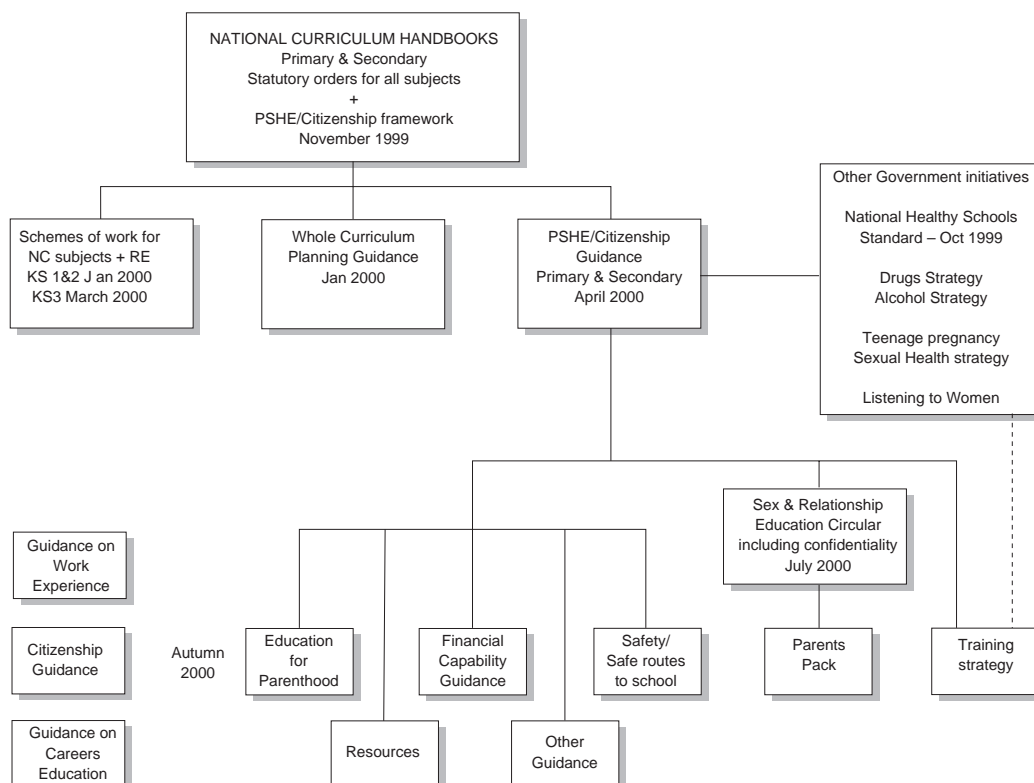 NATIONAL CURRICULUM HANDBOOKS
Primary & Secondary
Statutory orders for all subjects
+
PSHE/Citizenship framework
November 1999
Other Government initiatives
National Healthy Schools
Standard – Oct 1999
Drugs Strategy
Alcohol Strategy
Teenage pregnancy
Sexual Health strategy
Listening to Women
Schemes of work for
NC subjects + RE
KS 1&2 J an 2000
KS3 March 2000
Whole Curriculum
Planning Guidance
Jan 2000
PSHE/Citizenship
Guidance
Primary & Secondary
April 2000
Sex & Relationship
Education Circular
including confidentiality
July 2000
Guidance on
Work
Experience
Citizenship
Guidance
Autumn
2000
Education
for
Parenthood
Financial
Capability
Guidance
Safety/
Safe routes
to school
Parents
Pack
Training
strategy
Guidance on
Careers
Education
Resources
Other
Guidance